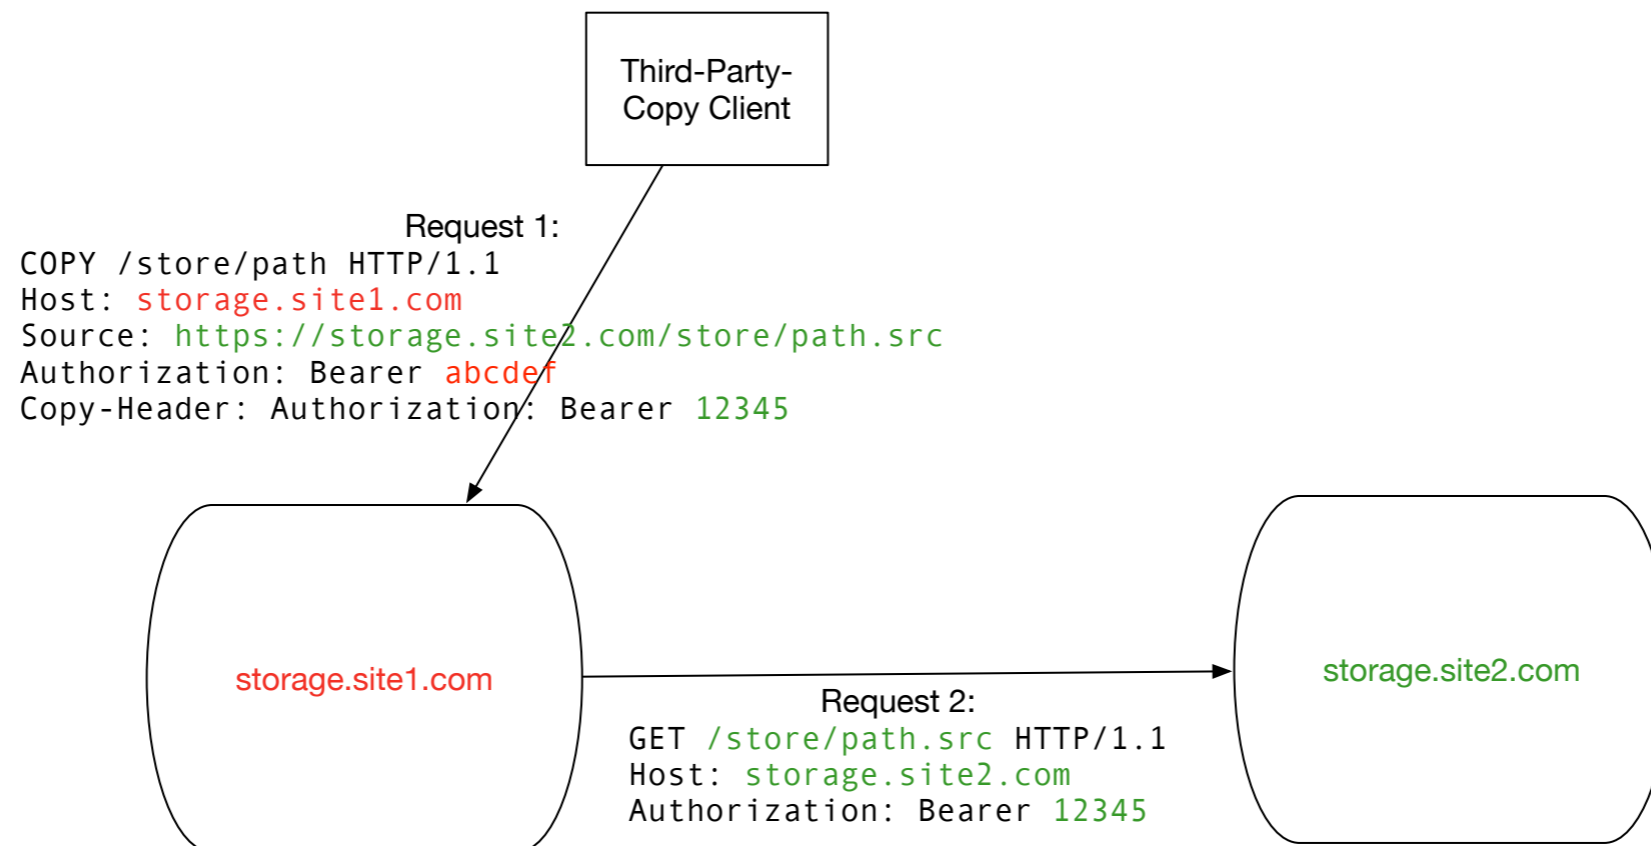 Third-Party-
Copy Client
Request 1:
COPY /store/path HTTP/1.1
Host: storage.site1.com
Source: https://storage.site2.com/store/path.src
Authorization: Bearer abcdef
Copy-Header: Authorization: Bearer 12345
storage.site1.com
storage.site2.com
Request 2:
GET /store/path.src HTTP/1.1
Host: storage.site2.com
Authorization: Bearer 12345